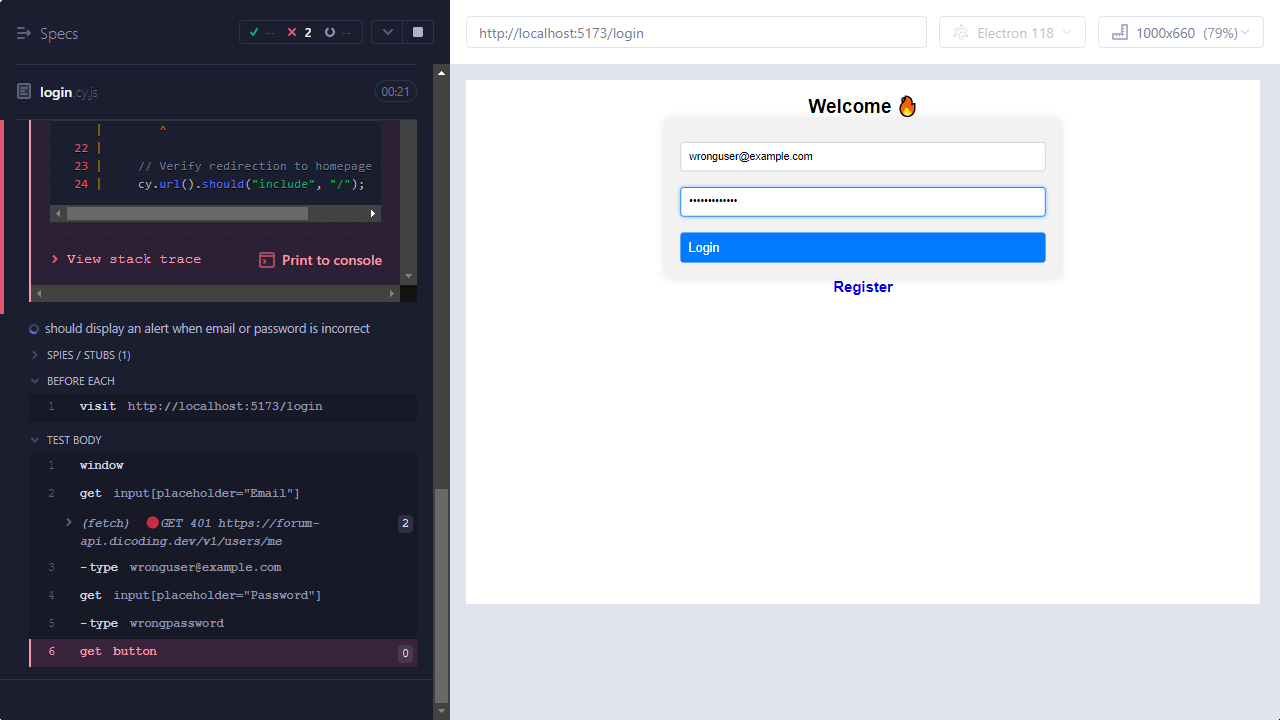 Specs
-- 2 --
login.cy.js 00:21
| ^
22 |
23 | // Verify redirection to homepage
24 | cy.url().should("include", "/");
View stack trace Print to console
should display an alert when email or password is incorrect
SPIES / STUBS (1)
BEFORE EACH
1 visit http://localhost:5173/login
TEST BODY
1 window
2 get input[placeholder="Email"]
(fetch) GET 401 https://forum- 2
api.dicoding.dev/v1/users/me
3 -type wronguser@example.com
4 get input[placeholder="Password"]
5 -type wrongpassword
6 get button 0
http://localhost:5173/login
Electron 118
1000x660 (79%)
Welcome 🔥
wronguser@example.com
•••••••••••••
Login
Register